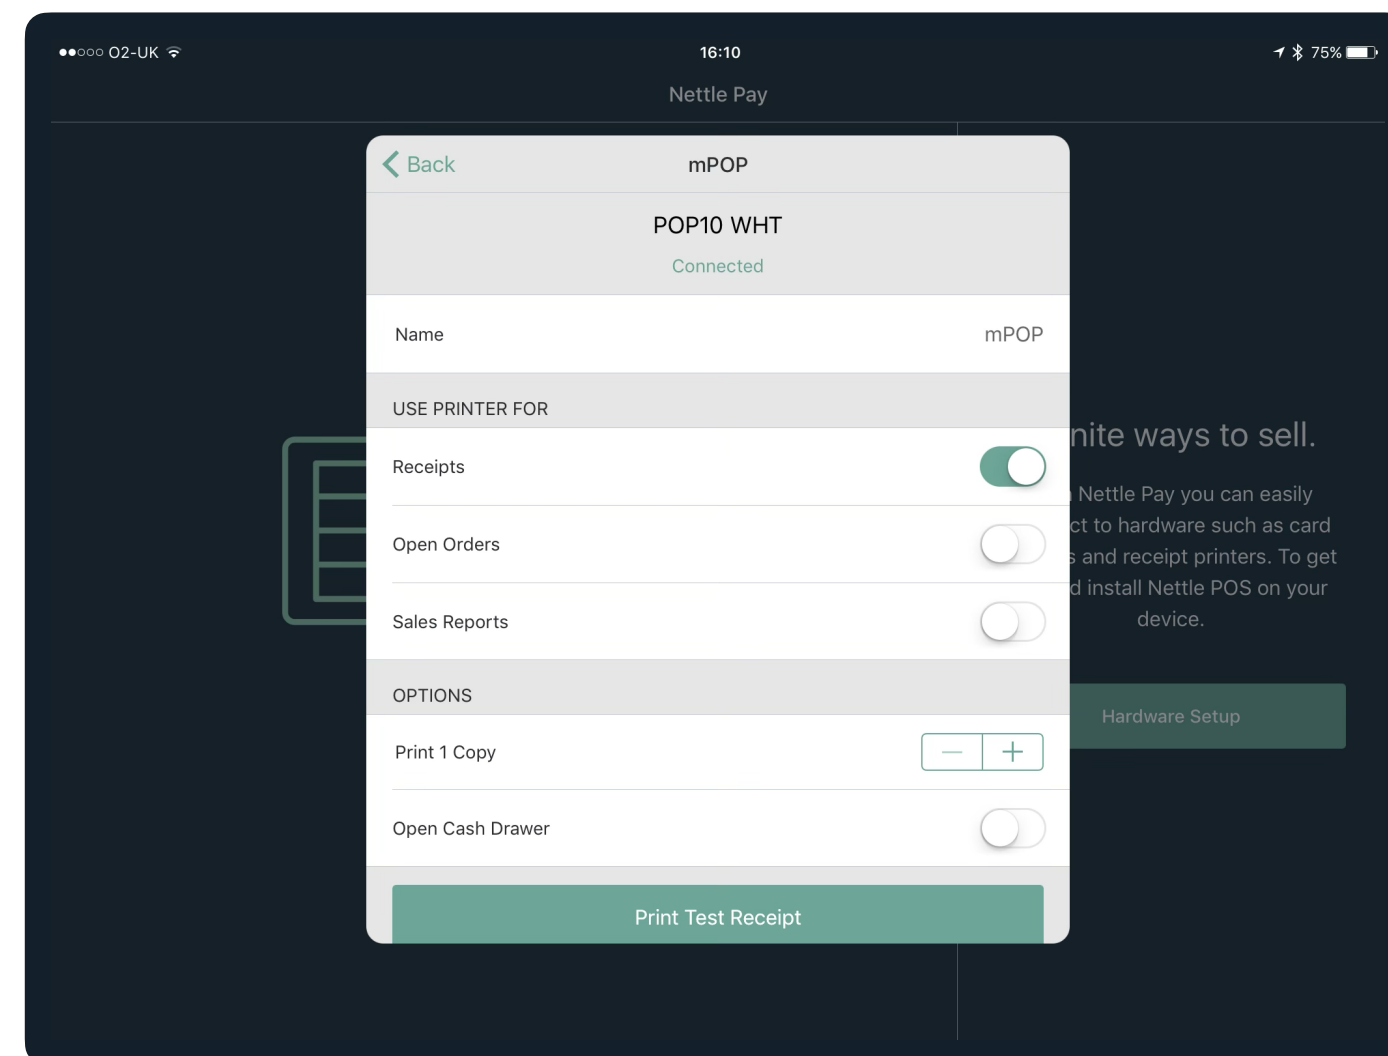 O2-UK
16:10
75%
Nettle Pay
Back
mPOP
POP10 WHT
Connected
Name
mPOP
USE PRINTER FOR
Receipts
Open Orders
Sales Reports
OPTIONS
Print 1 Copy
Open Cash Drawer
Print Test Receipt
ways to sell.
Nettle Pay you can easily
to hardware such as card
and receipt printers. To get
install Nettle POS on your
device.
Hardware Setup